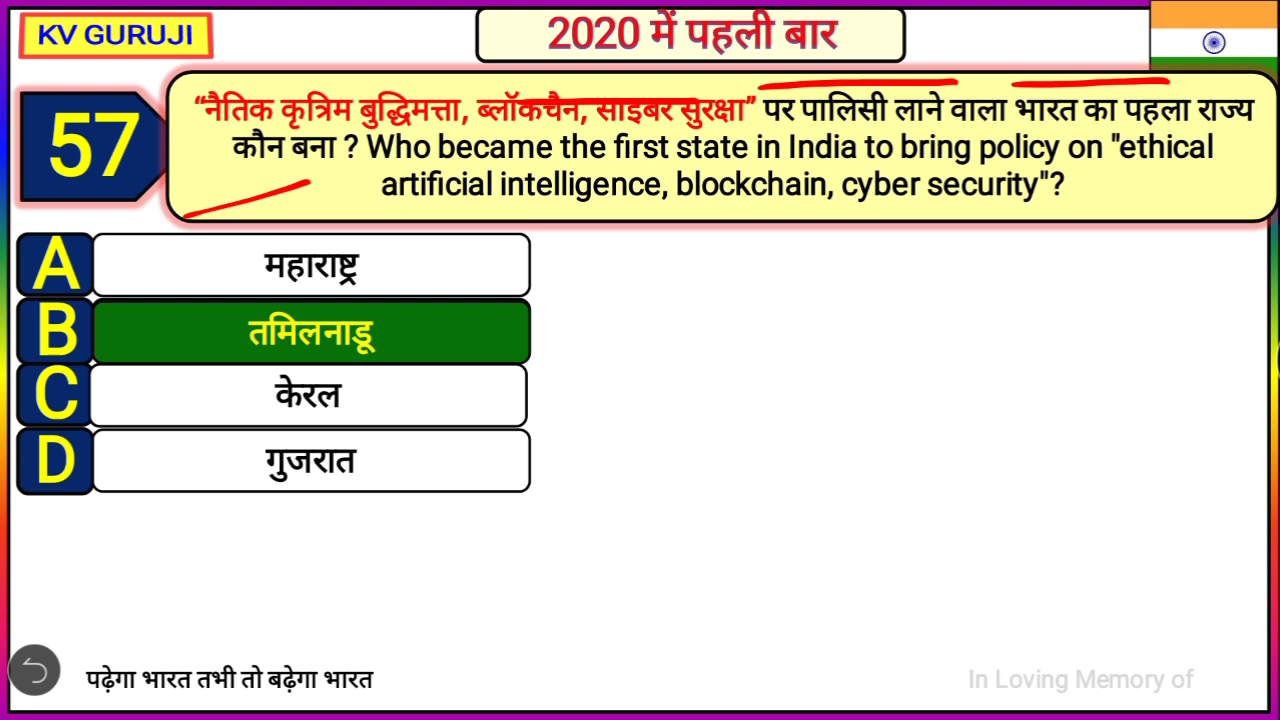 KV GURUJI
2020 में पहली बार
57
“नैतिक कृत्रिम बुद्धिमत्ता, ब्लॉकचैन, साइबर सुरक्षा” पर पालिसी लाने वाला भारत का पहला राज्य
कौन बना ? Who became the first state in India to bring policy on "ethical
artificial intelligence, blockchain, cyber security"?
A महाराष्ट्र
B तमिलनाडू
C केरल
D गुजरात
पढ़ेगा भारत तभी तो बढ़ेगा भारत
In Loving Memory of